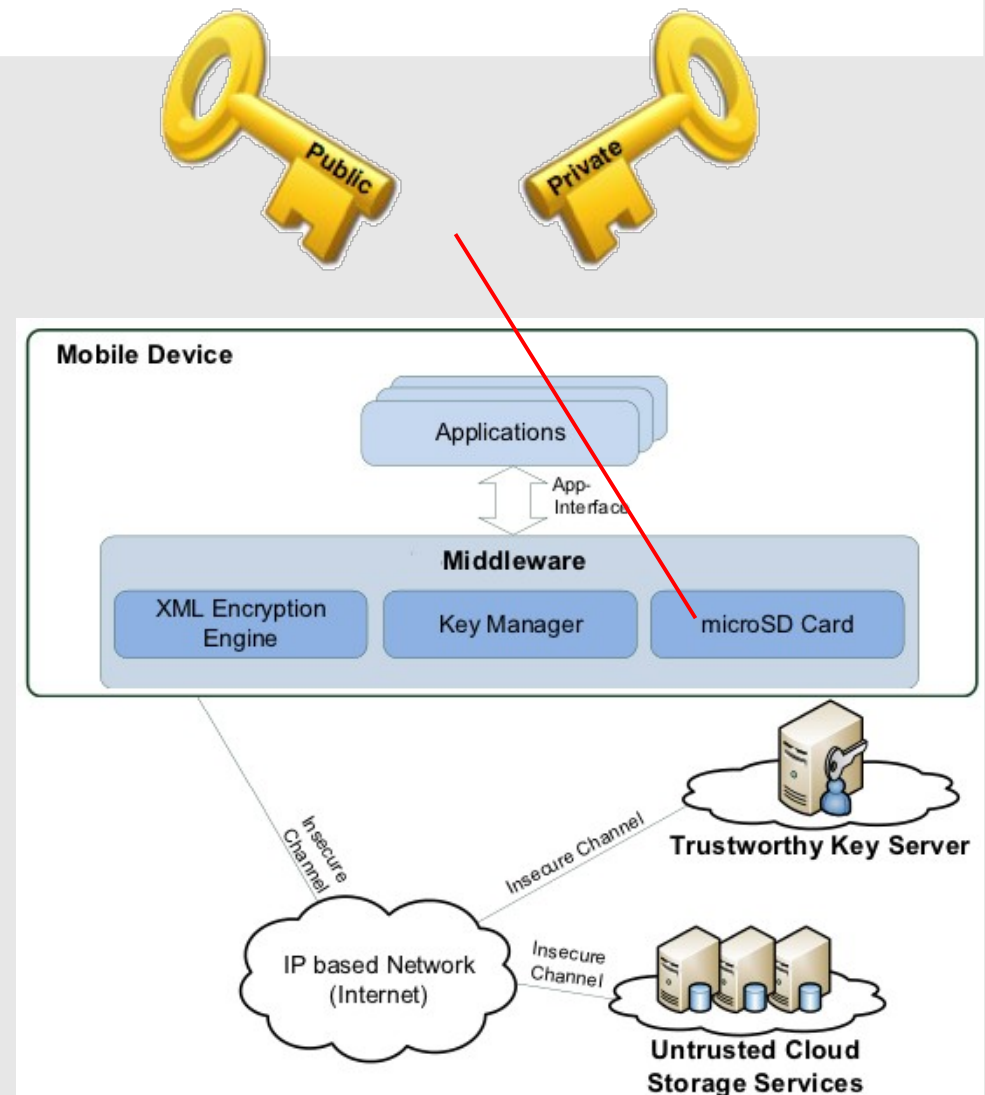 Public
Private
Mobile Device
Applications
App-
Interface
Middleware
XML Encryption
Engine
Key Manager
microSD Card
Insecure
Channel
Insecure Channel
Trustworthy Key Server
IP based Network
(Internet)
Insecure
Channel
Untrusted Cloud
Storage Services